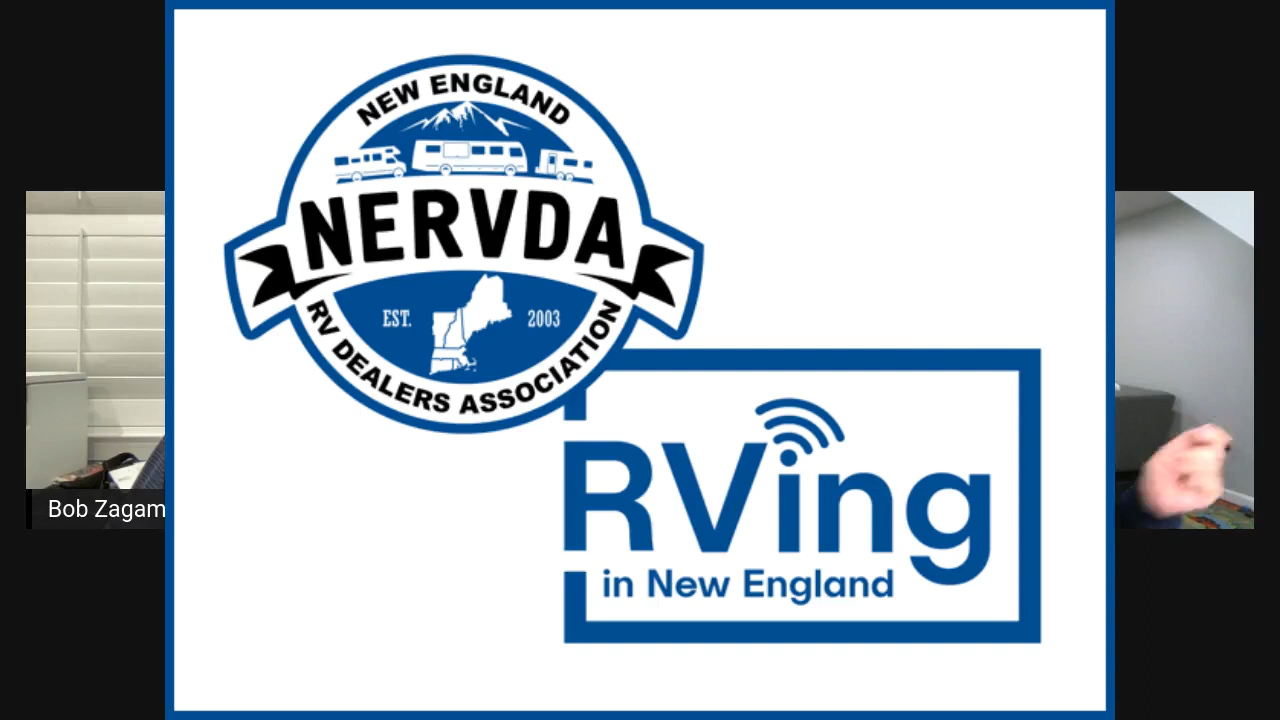 NEW ENGLAND
NERVDA
EST. 2003
RV DEALERS ASSOCIATION
RVing
in New England
Bob Zagam